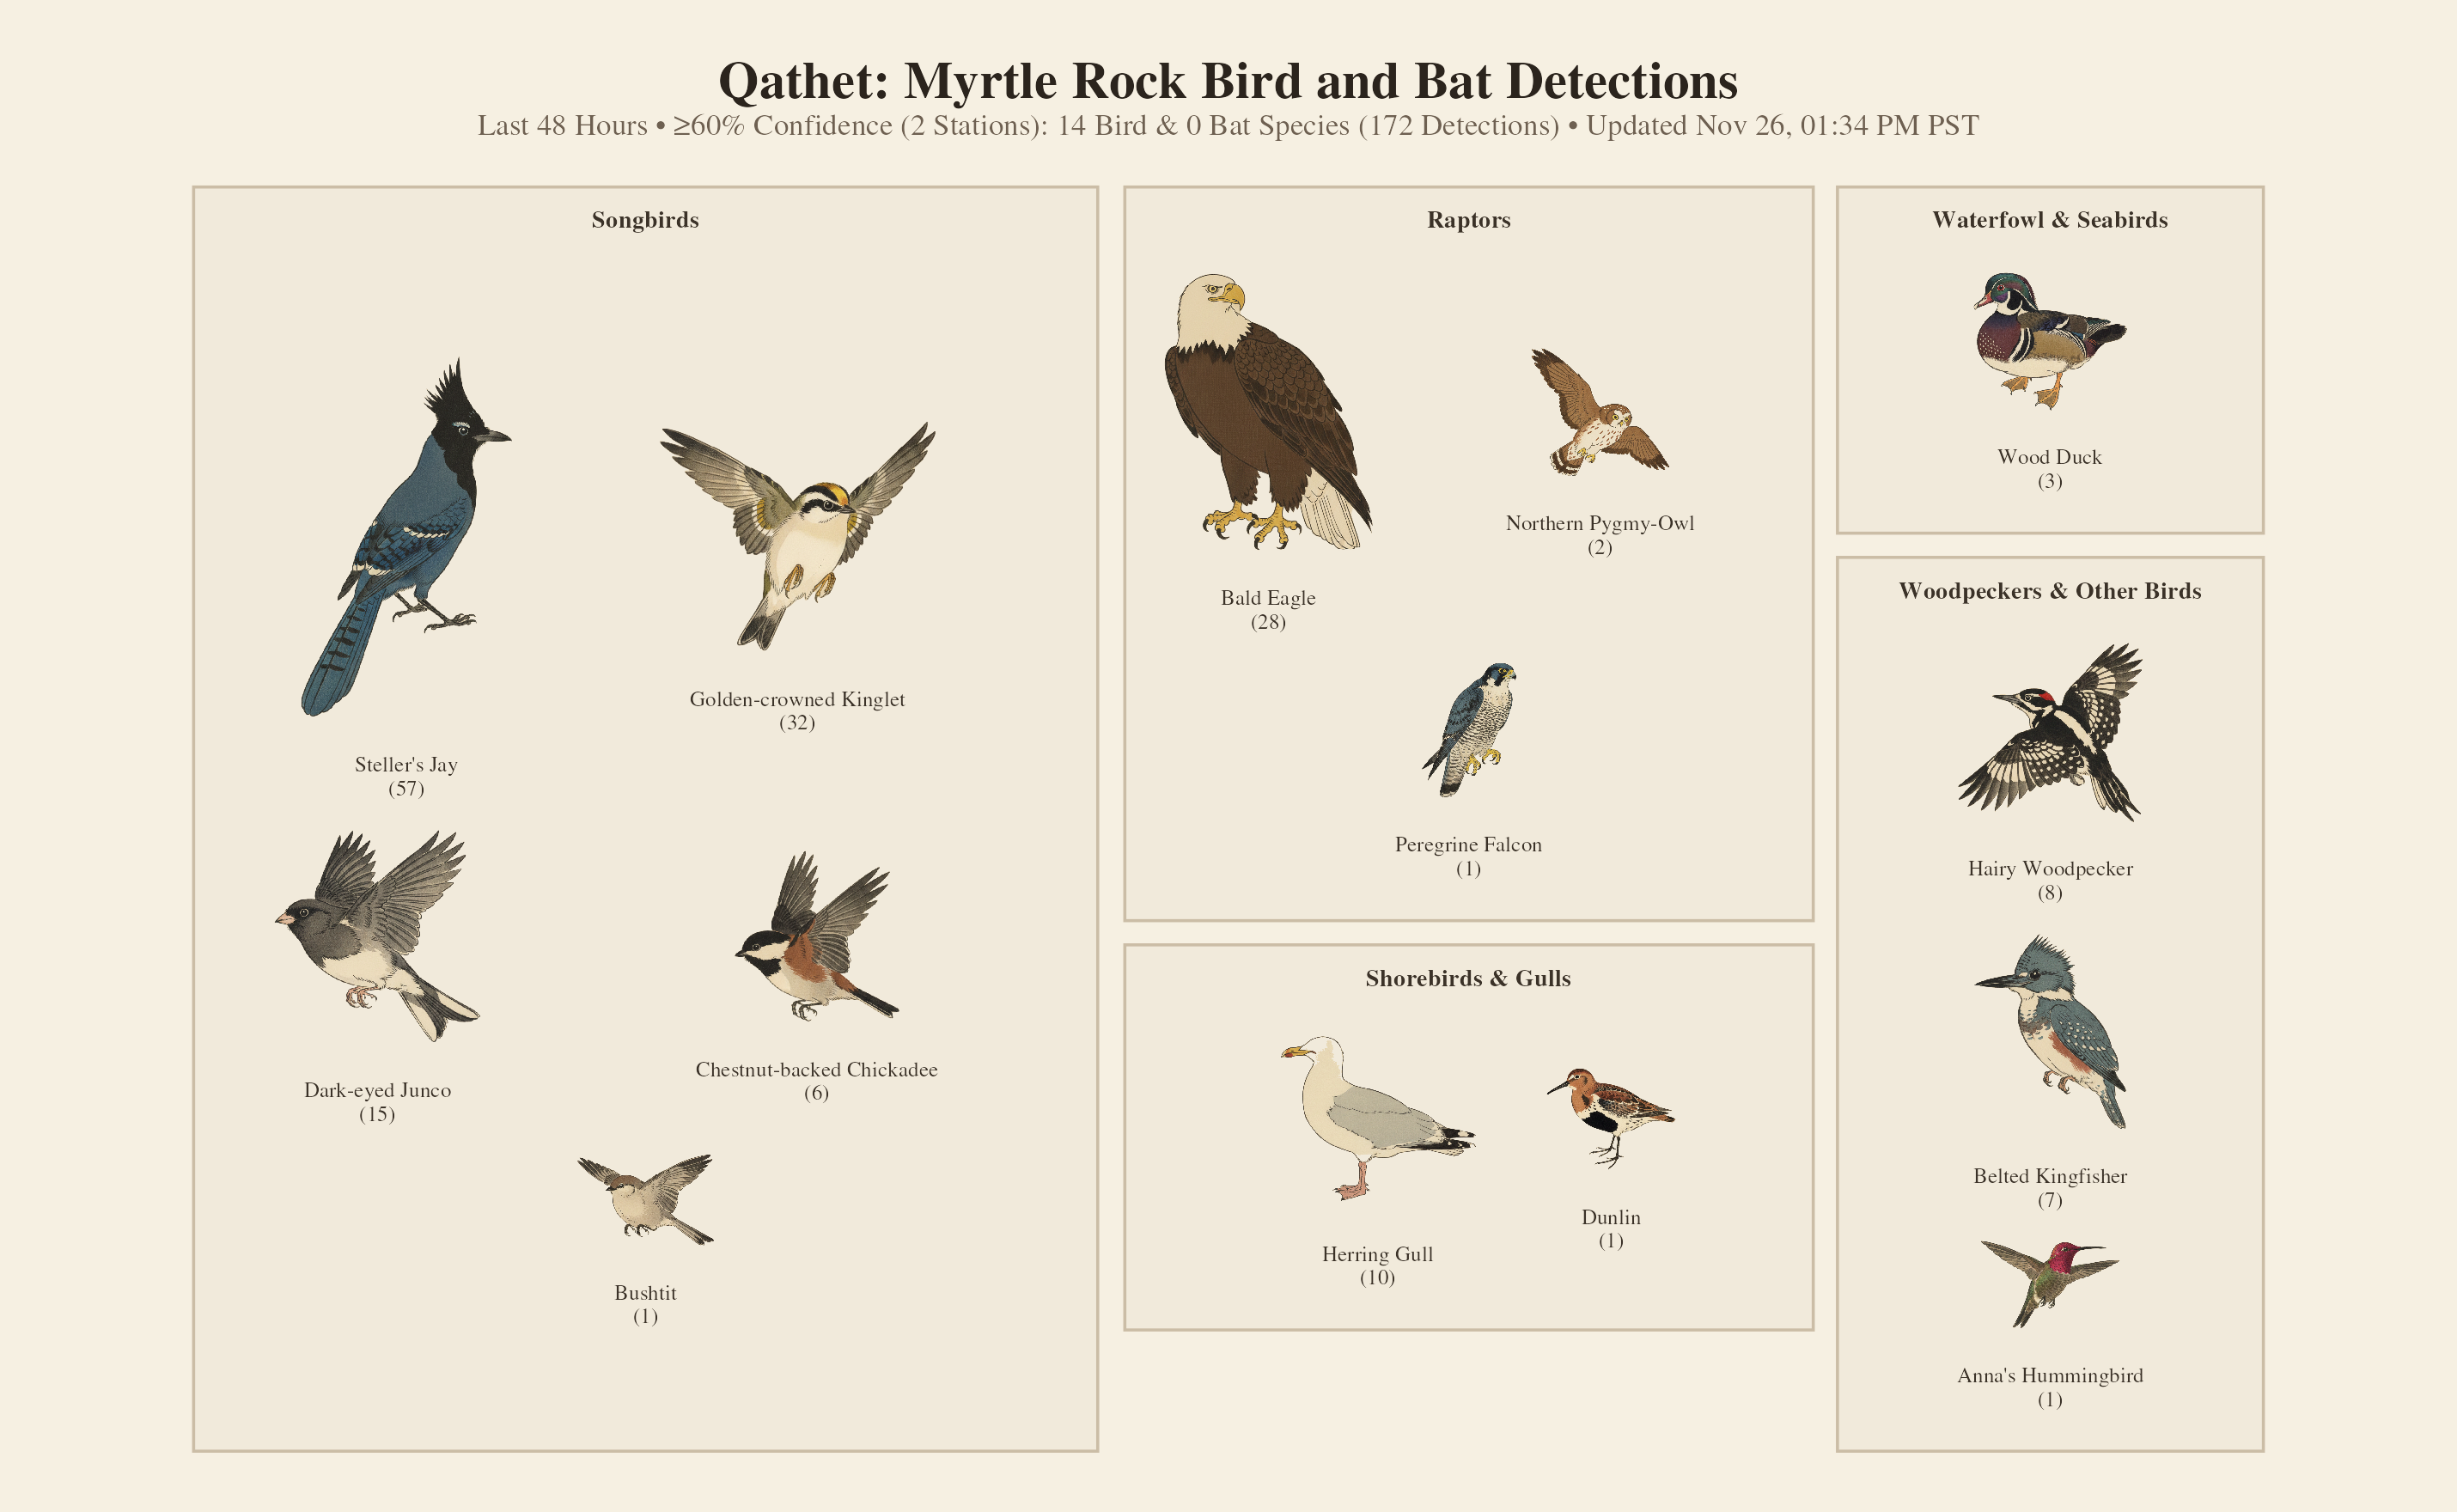 Qathet: Myrtle Rock Bird and Bat Detections
Last 48 Hours • ≥60% Confidence (2 Stations): 14 Bird & 0 Bat Species (172 Detections) • Updated Nov 26, 01:34 PM PST
Songbirds
Steller's Jay
(57)
Golden-crowned Kinglet
(32)
Dark-eyed Junco
(15)
Chestnut-backed Chickadee
(6)
Bushtit
(1)
Raptors
Bald Eagle
(28)
Northern Pygmy-Owl
(2)
Peregrine Falcon
(1)
Shorebirds & Gulls
Herring Gull
(10)
Dunlin
(1)
Waterfowl & Seabirds
Wood Duck
(3)
Woodpeckers & Other Birds
Hairy Woodpecker
(8)
Belted Kingfisher
(7)
Anna's Hummingbird
(1)